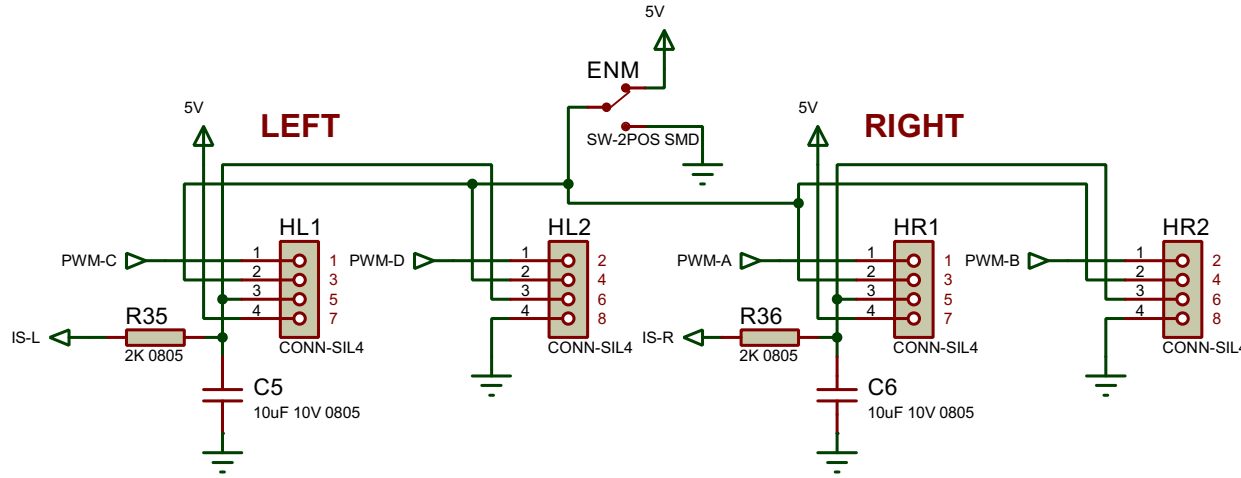 5V
ENM
SW-2POS SMD
5V
LEFT
5V
RIGHT
HL1
PWM-C
1 1
2 3
3 5
4 7
CONN-SIL4
HL2
PWM-D
1 2
2 4
3 6
4 8
CONN-SIL4
HR1
PWM-A
1 1
2 3
3 5
4 7
CONN-SIL4
HR2
PWM-B
1 2
2 4
3 6
4 8
CONN-SIL4
IS-L
R35
2K 0805
C5
10uF 10V 0805
IS-R
R36
2K 0805
C6
10uF 10V 0805